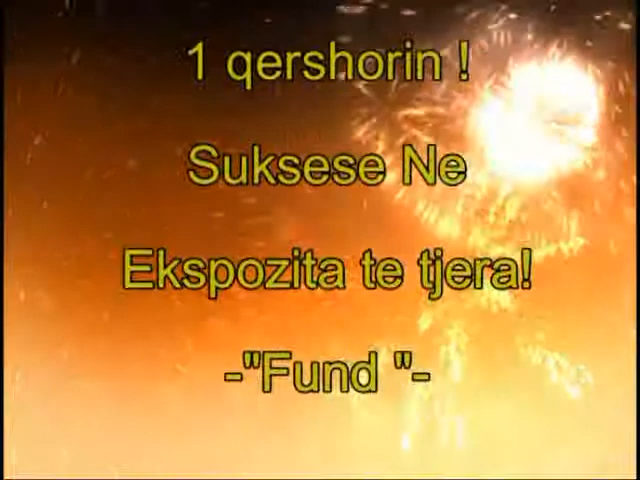 1 qershorin !
Suksese Ne
Ekspozita te tjera!
-"Fund "-